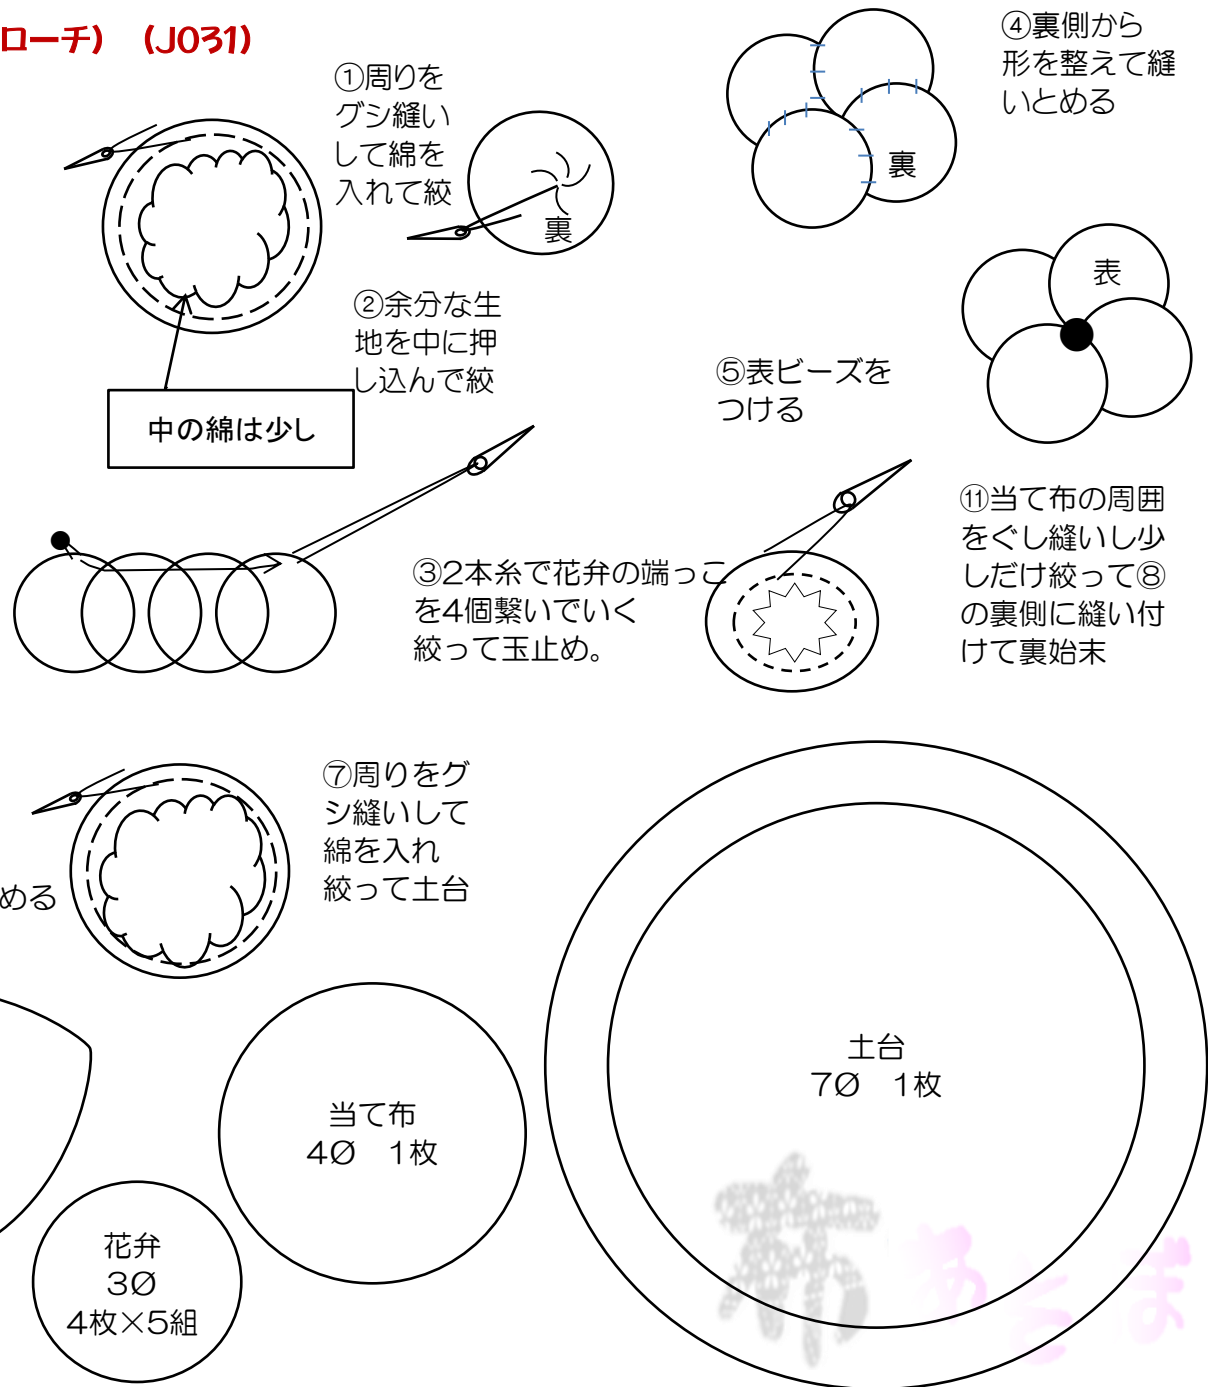 ローチ）（J031）
①周りを
グシ縫い
して綿を
入れて絞
裏
②余分な生
地を中に押
し込んで絞
中の綿は少し
③2本糸で花弁の端っこ
を4個繋いでいく
絞って玉止め。
④裏側から
形を整えて縫
いとめる
裏
表
⑤表ビーズを
つける
⑪当て布の周囲
をぐし縫いし少
しだけ絞って⑧
の裏側に縫い付
けて裏始末
める
⑦周りをグ
シ縫いして
綿を入れ
絞って土台
土台
7Ø　1枚
当て布
4Ø　1枚
花弁
3Ø
4枚×5組
布あそぼ